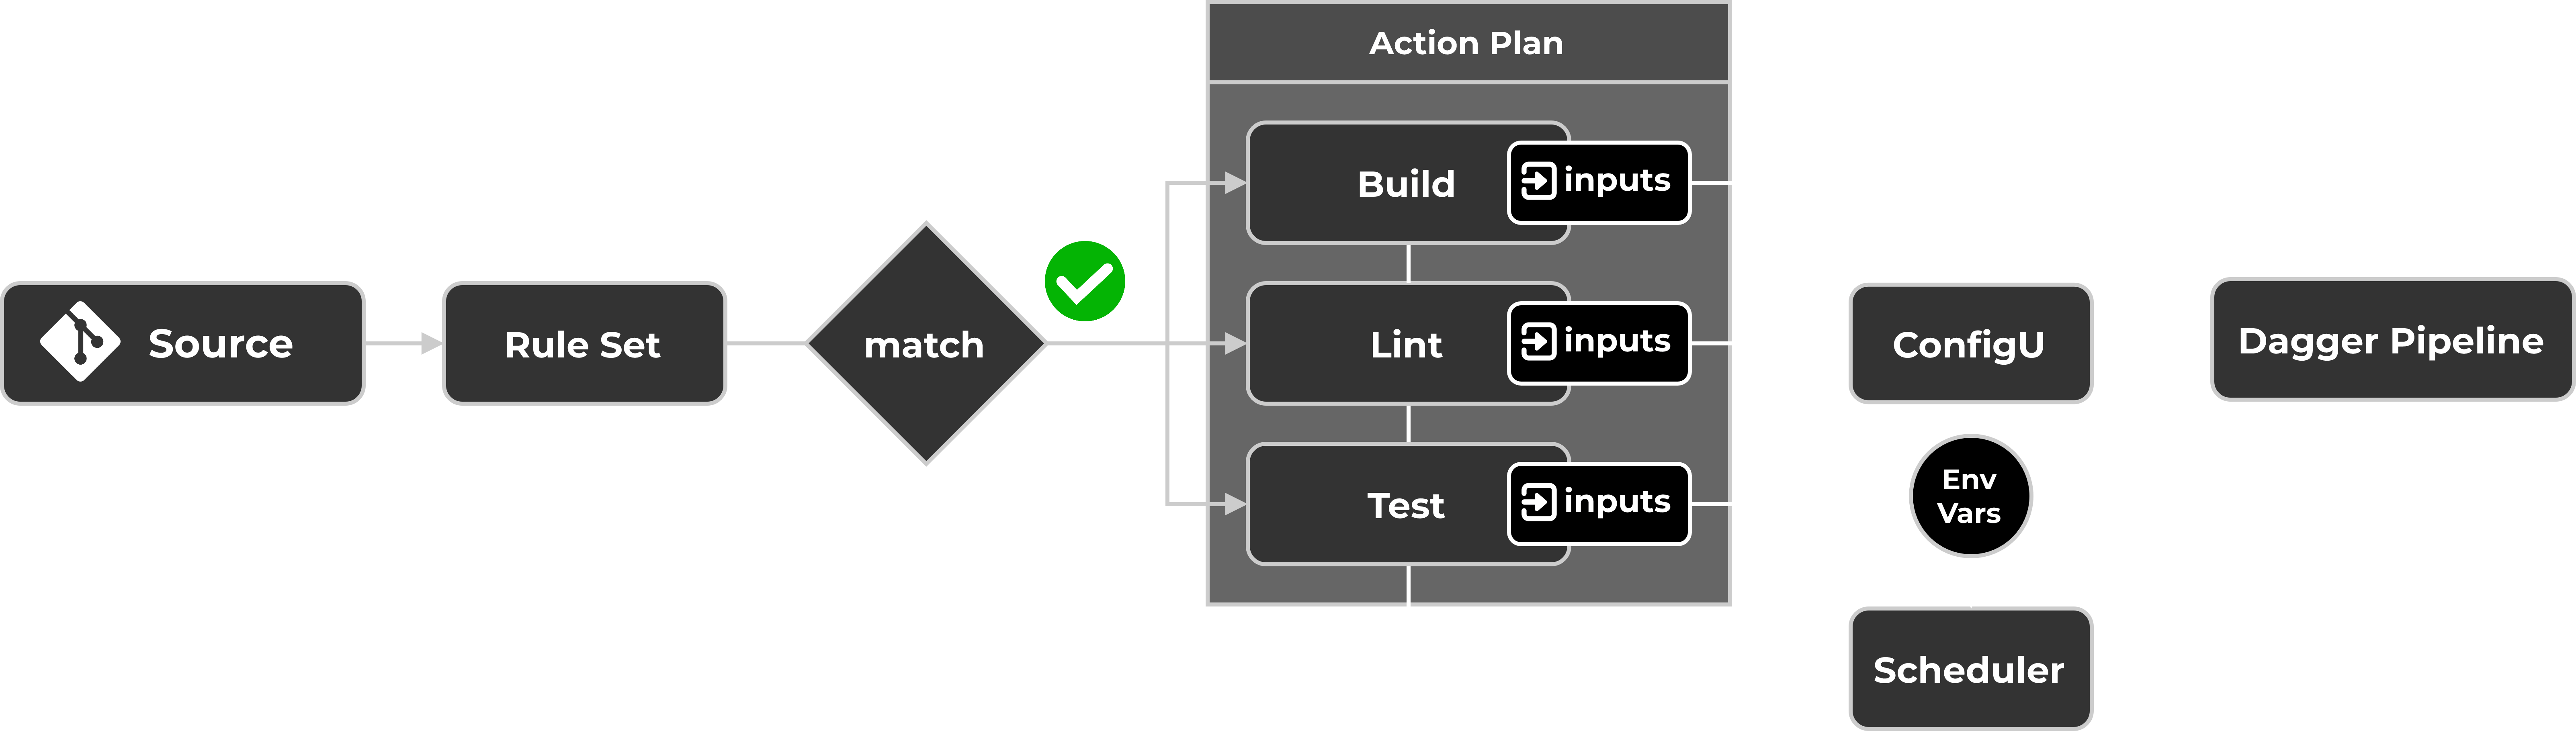 Action Plan
Build
inputs
Source
Rule Set
match
Lint
inputs
ConfigU
Dagger Pipeline
Test
inputs
Env
Vars
Scheduler